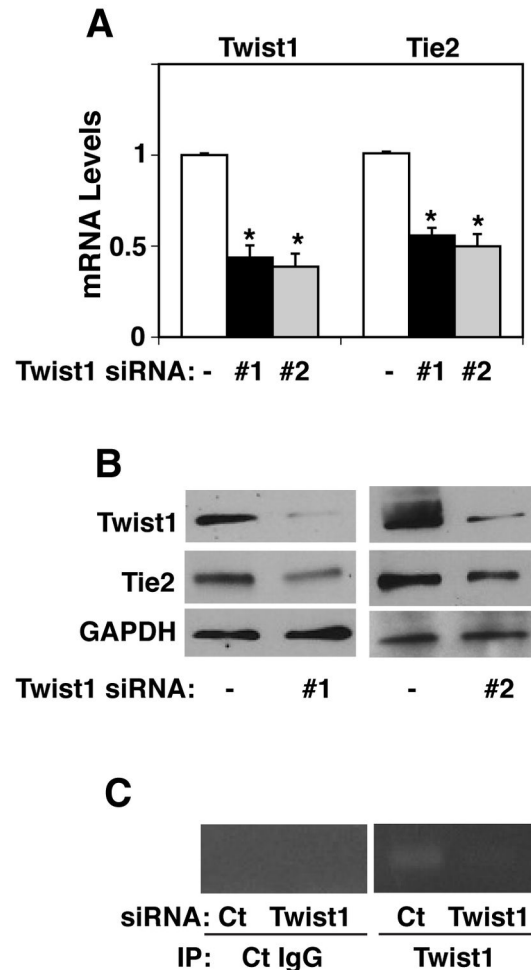 A
Twist1 Tie2
mRNA Levels
1
0.5
0
* * * *
Twist1 siRNA: - #1 #2 - #1 #2
B
Twist1
Tie2
GAPDH
Twist1 siRNA: - #1 - #2
C
siRNA: Ct Twist1 Ct Twist1
IP: Ct IgG Twist1